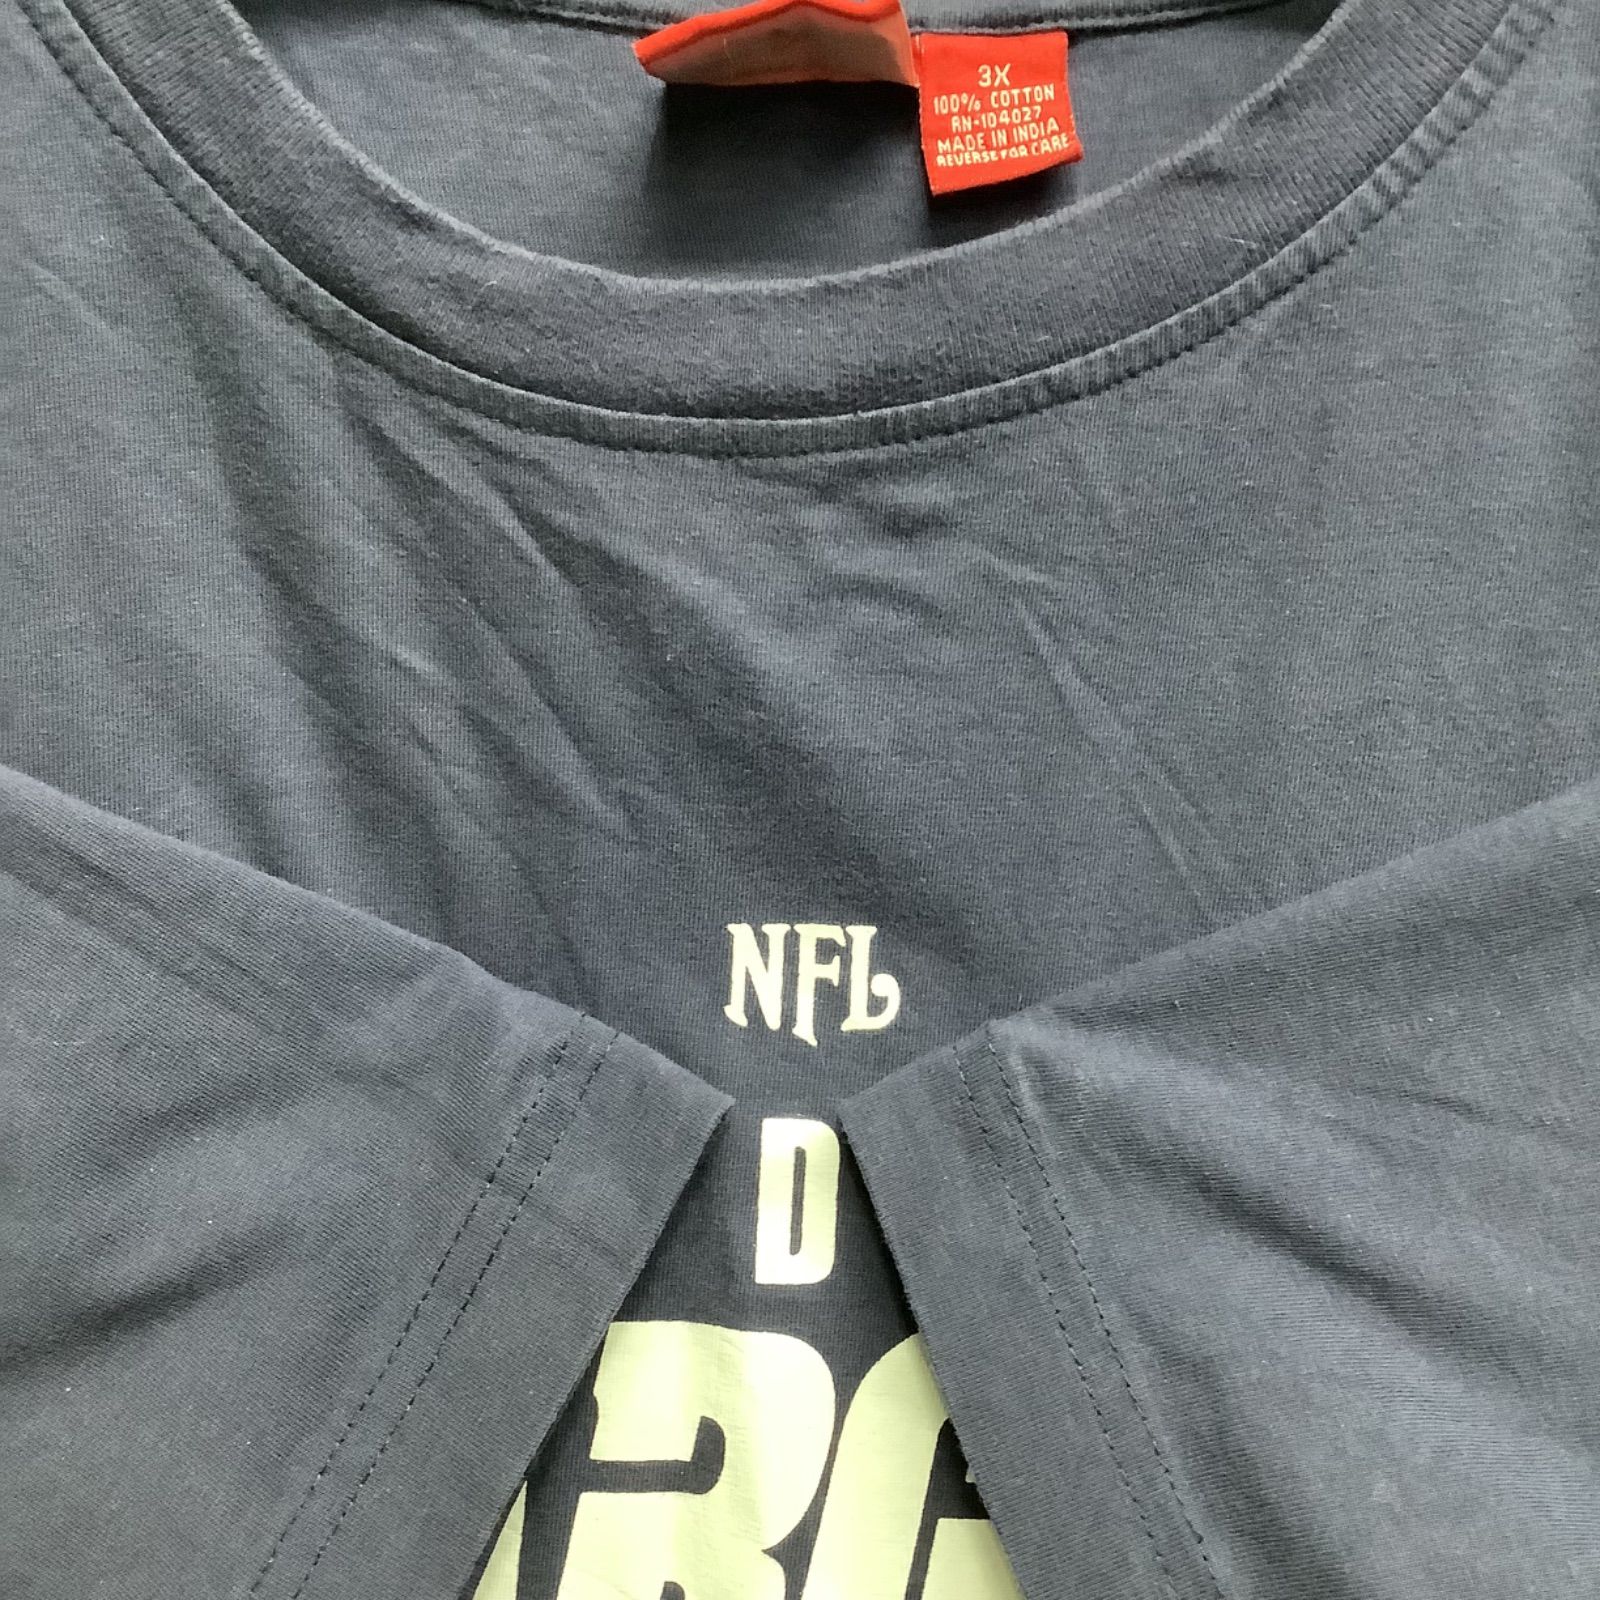 3X
100% COTTON
RN-104027
MADE IN INDIA
REVERSE FOR CARE
NFL
D